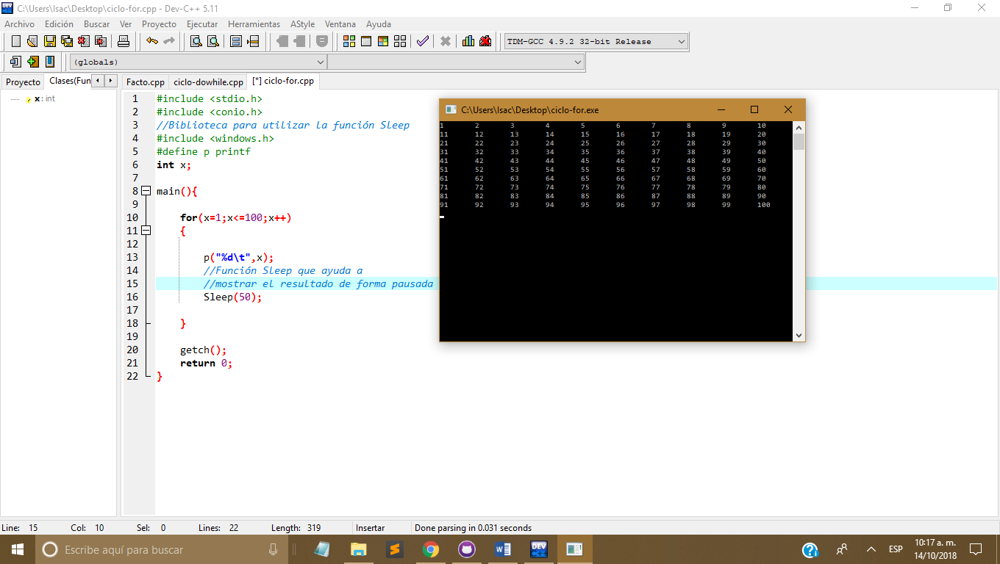 C:\Users\Isac\Desktop\ciclo-for.cpp - Dev-C++ 5.11
Archivo Edición Buscar Ver Proyecto Ejecutar Herramientas AStyle Ventana Ayuda
TDM-GCC 4.9.2 32-bit Release
(globals)
Proyecto Clases(Fun Facto.cpp ciclo-dowhile.cpp [*] ciclo-for.cpp
x : int
1 #include <stdio.h>
2 #include <conio.h>
3 //Biblioteca para utilizar la función Sleep
4 #include <windows.h>
5 #define p printf
6 int x;
7
8 main(){
9
10 for(x=1;x<=100;x++)
11 {
12
13 p("%d\t",x);
14 //Función Sleep que ayuda a
15 //mostrar el resultado de forma pausada
16 Sleep(50);
17
18 }
19
20 getch();
21 return 0;
22 }
C:\Users\Isac\Desktop\ciclo-for.exe
1 2 3 4 5 6 7 8 9 10
11 12 13 14 15 16 17 18 19 20
21 22 23 24 25 26 27 28 29 30
31 32 33 34 35 36 37 38 39 40
41 42 43 44 45 46 47 48 49 50
51 52 53 54 55 56 57 58 59 60
61 62 63 64 65 66 67 68 69 70
71 72 73 74 75 76 77 78 79 80
81 82 83 84 85 86 87 88 89 90
91 92 93 94 95 96 97 98 99 100
Line: 15 Col: 10 Sel: 0 Lines: 22 Length: 319 Insertar Done parsing in 0.031 seconds
Escribe aquí para buscar
DEV
ESP
10:17 a. m.
14/10/2018